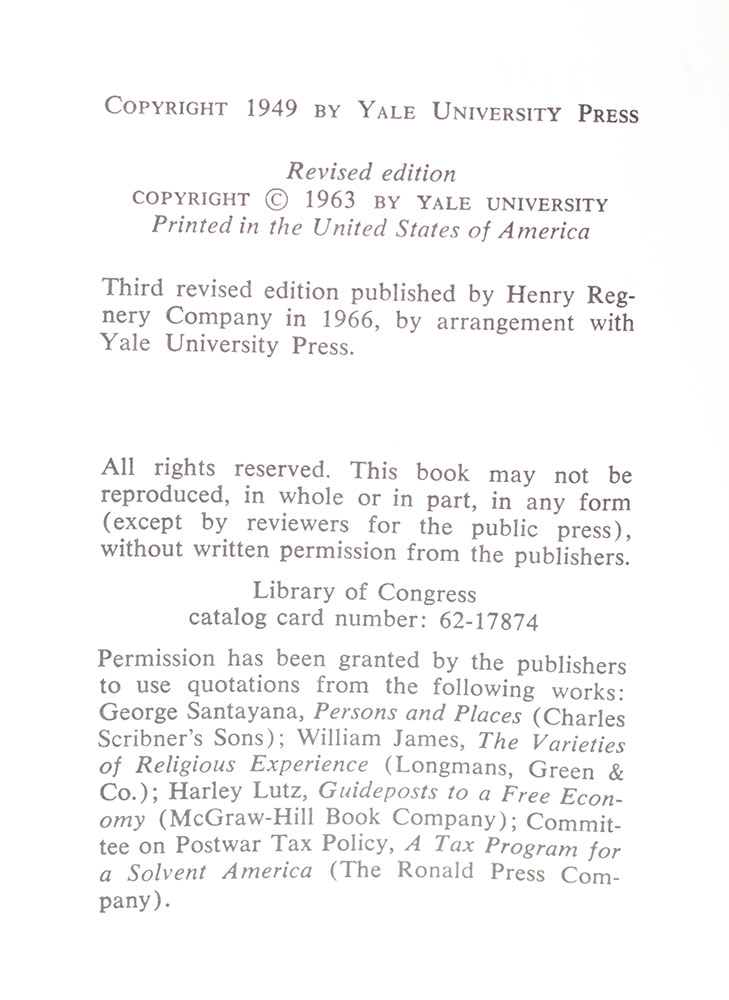 COPYRIGHT 1949 BY YALE UNIVERSITY PRESS
Revised edition
COPYRIGHT © 1963 BY YALE UNIVERSITY
Printed in the United States of America
Third revised edition published by Henry Reg-
nery Company in 1966, by arrangement with
Yale University Press.
All rights reserved. This book may not be
reproduced, in whole or in part, in any form
(except by reviewers for the public press),
without written permission from the publishers.
Library of Congress
catalog card number: 62-17874
Permission has been granted by the publishers
to use quotations from the following works:
George Santayana, Persons and Places (Charles
Scribner's Sons); William James, The Varieties
of Religious Experience (Longmans, Green &
Co.); Harley Lutz, Guideposts to a Free Econ-
omy (McGraw-Hill Book Company); Commit-
tee on Postwar Tax Policy, A Tax Program for
a Solvent America (The Ronald Press Com-
pany).